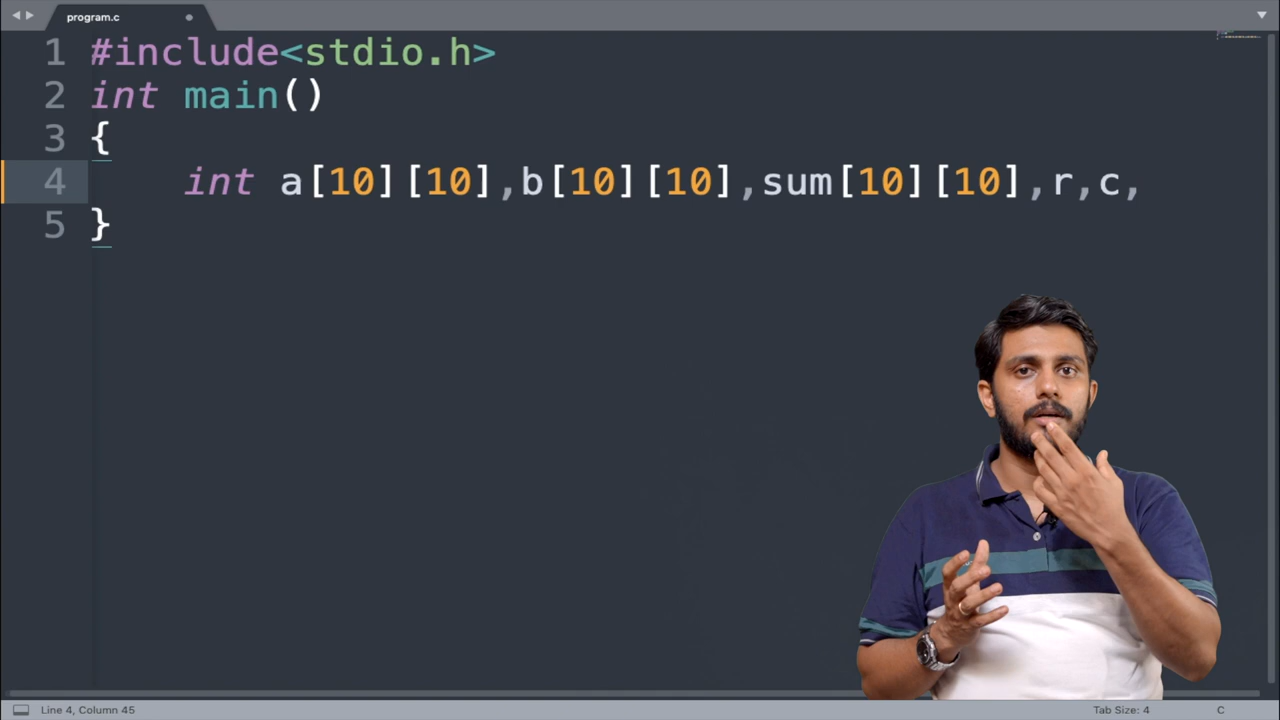 program.c
1 #include<stdio.h>
2 int main()
3 {
4 int a[10][10],b[10][10],sum[10][10],r,c,
5 }
Line 4, Column 45 Tab Size: 4 C